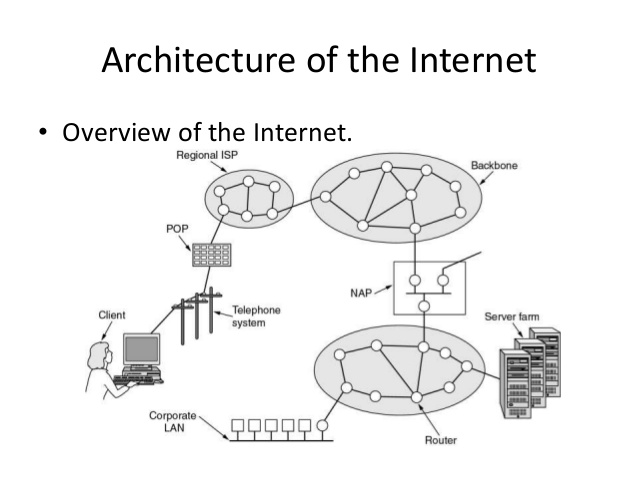 Architecture of the Internet
• Overview of the Internet.
Regional ISP
Backbone
POP
NAP
Telephone
system
Client
Server farm
Corporate
LAN
Router